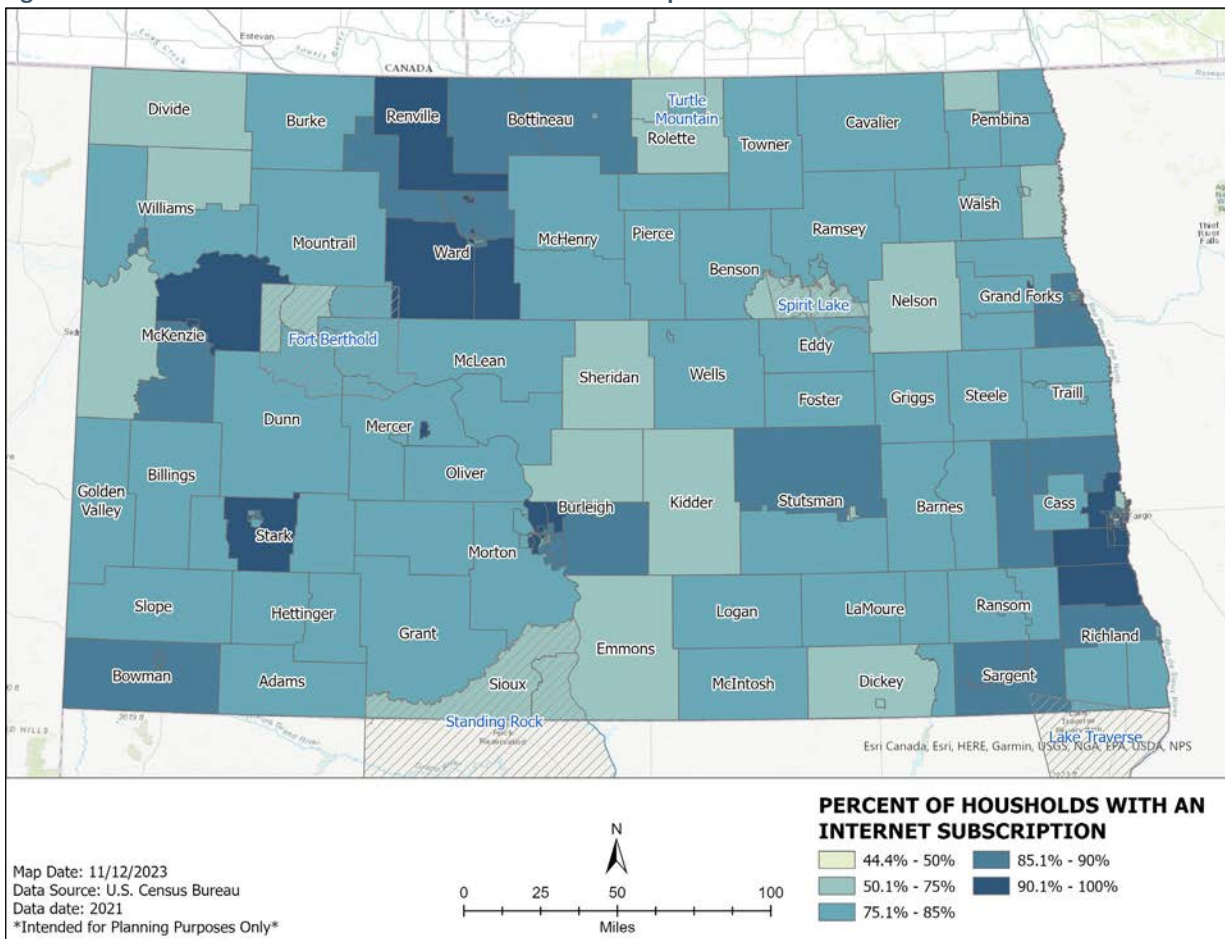 Estevan
CANADA
Divide
Burke
Renville
Bottineau
Turtle
Mountain
Rolette
Towner
Cavalier
Pembina
Williams
Mountrail
Ward
McHenry
Pierce
Benson
Ramsey
Walsh
Thief
River
Falls
Nelson
Grand Forks
Spirit Lake
McKenzie
Fort Berthold
McLean
Sheridan
Wells
Eddy
Foster
Griggs
Steele
Traill
Dunn
Mercer
Oliver
Golden
Valley
Billings
Stark
Burleigh
Kidder
Stutsman
Barnes
Cass
Fargo
Morton
Slope
Hettinger
Grant
Emmons
Logan
LaMoure
Ransom
Richland
Bowman
Adams
Sioux
McIntosh
Dickey
Sargent
Standing Rock
Lake Traverse
Esri Canada, Esri, HERE, Garmin, USGS, NGA, EPA, USDA, NPS
PERCENT OF HOUSHOLDS WITH AN
INTERNET SUBSCRIPTION
44.4% - 50%
50.1% - 75%
75.1% - 85%
85.1% - 90%
90.1% - 100%
N
0 25 50 100
Miles
Map Date: 11/12/2023
Data Source: U.S. Census Bureau
Data date: 2021
*Intended for Planning Purposes Only*